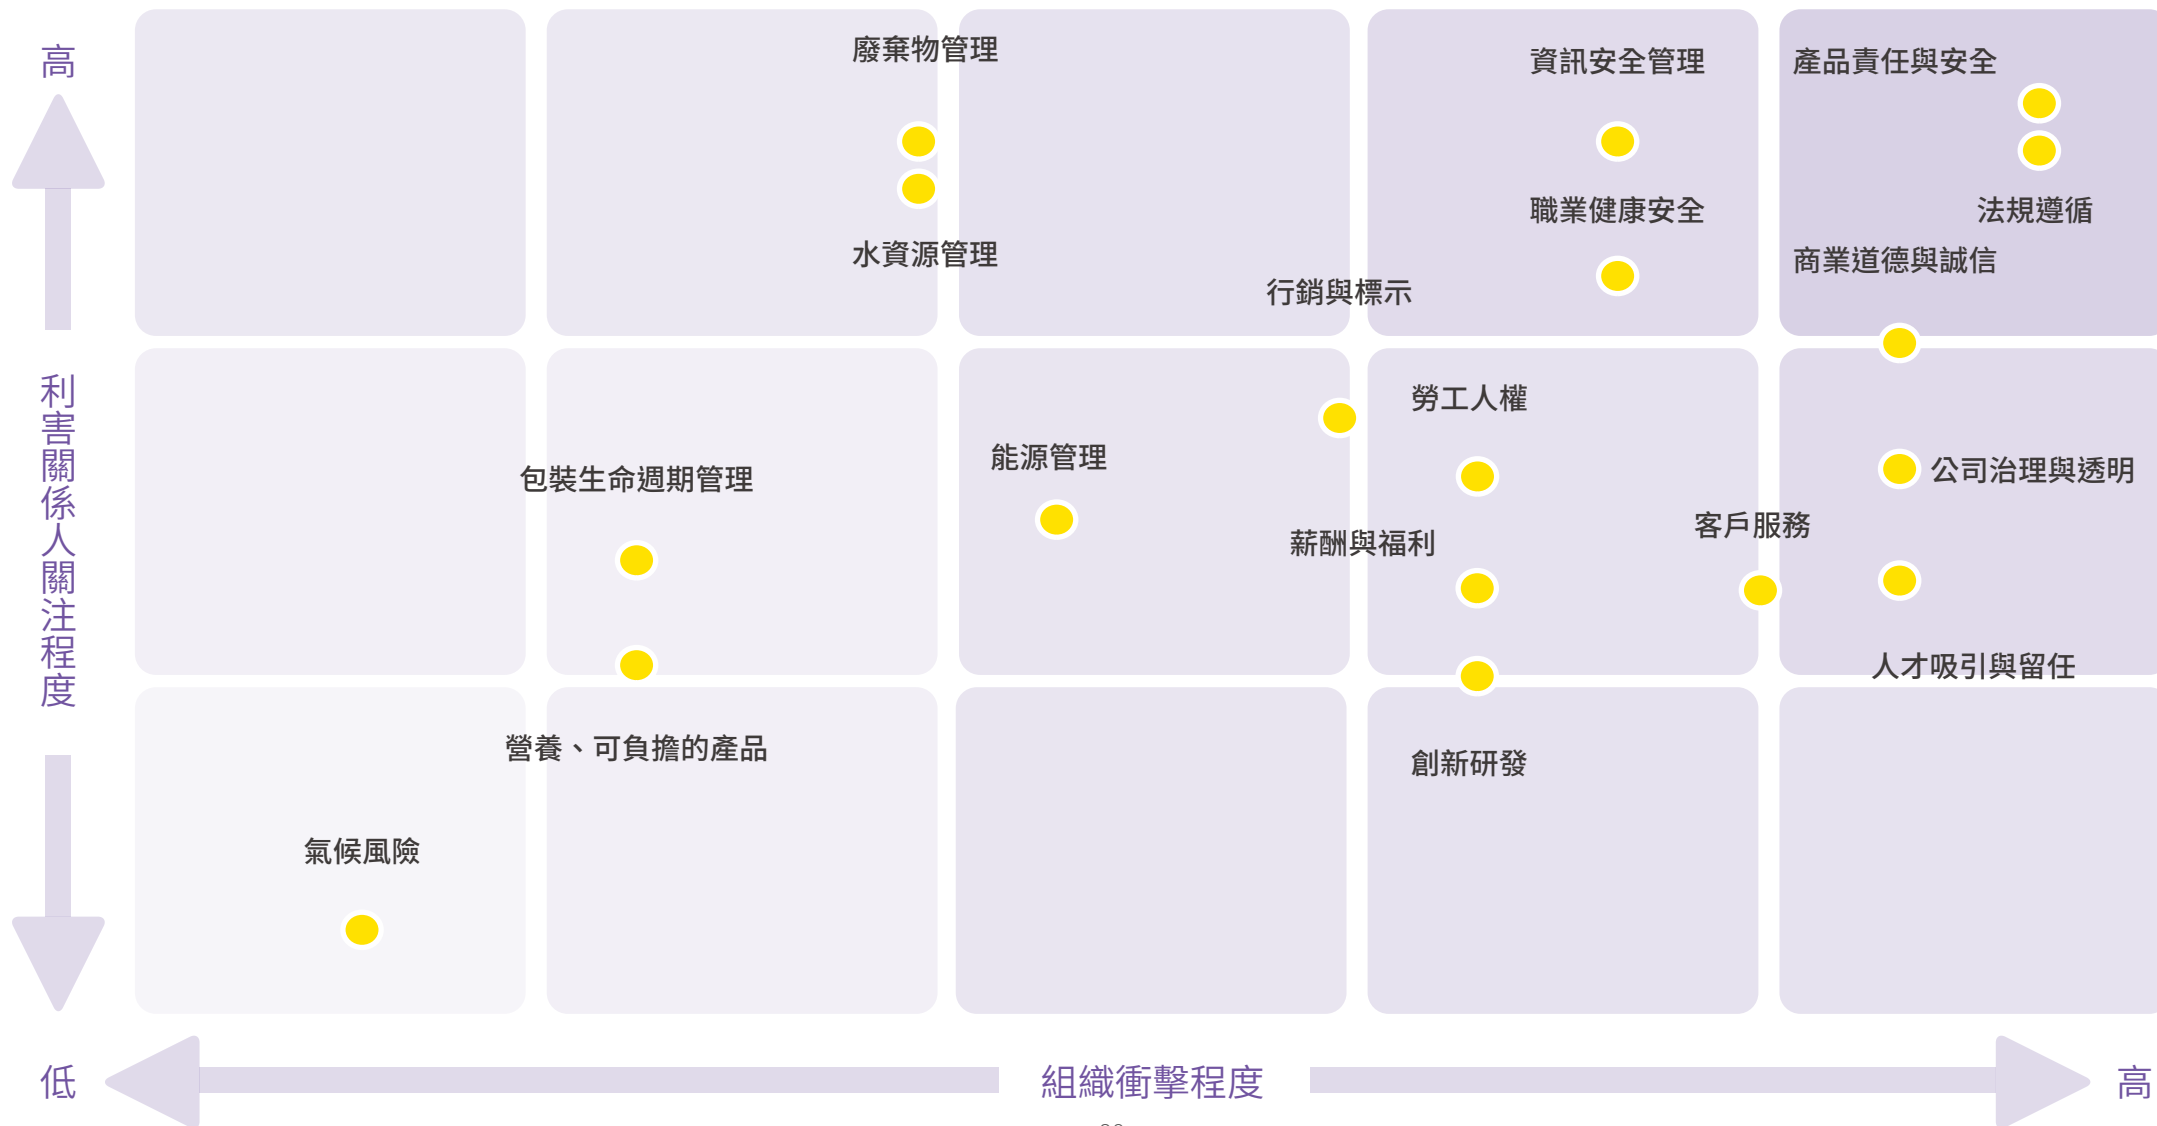 高
廢棄物管理
資訊安全管理
產品責任與安全
職業健康安全
法規遵循
水資源管理
商業道德與誠信
行銷與標示
利害關係人關注程度
勞工人權
能源管理
公司治理與透明
包裝生命週期管理
客戶服務
薪酬與福利
人才吸引與留任
營養、可負擔的產品
創新研發
氣候風險
低
組織衝擊程度
高